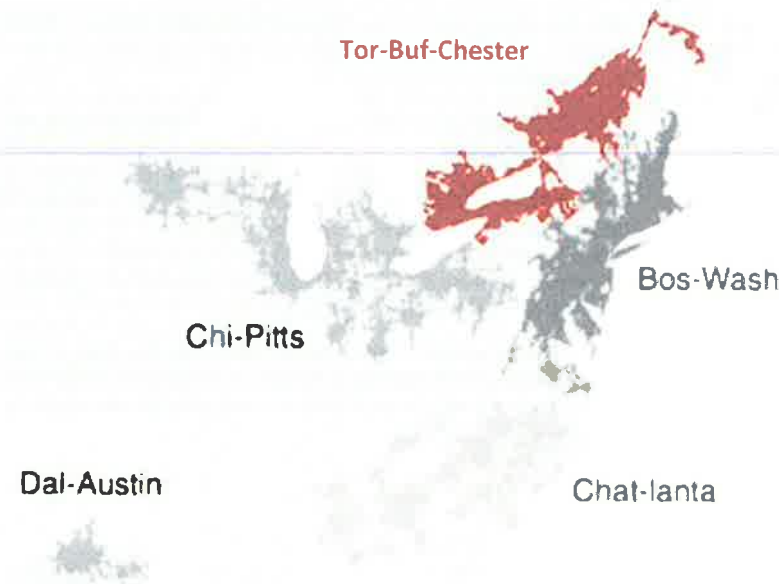 Tor-Buf-Chester
Bos-Wash
Chi-Pitts
Dal-Austin
Chat-lanta